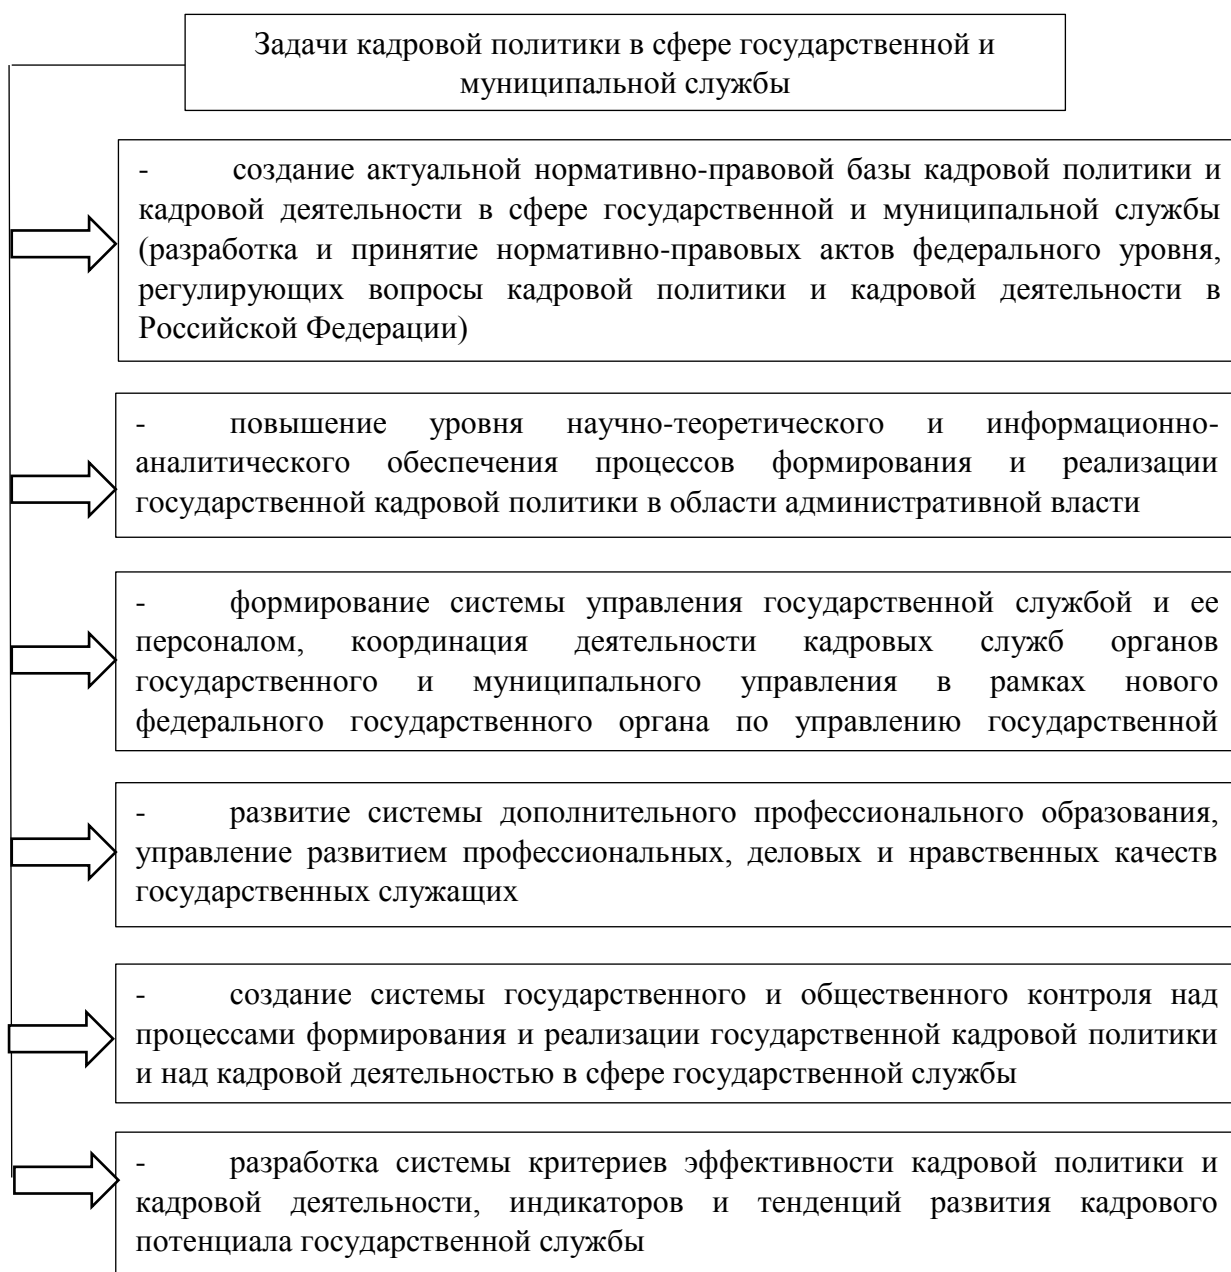 Задачи кадровой политики в сфере государственной и
муниципальной службы
- создание актуальной нормативно-правовой базы кадровой политики и
кадровой деятельности в сфере государственной и муниципальной службы
(разработка и принятие нормативно-правовых актов федерального уровня,
регулирующих вопросы кадровой политики и кадровой деятельности в
Российской Федерации)
- повышение уровня научно-теоретического и информационно-
аналитического обеспечения процессов формирования и реализации
государственной кадровой политики в области административной власти
- формирование системы управления государственной службой и ее
персоналом, координация деятельности кадровых служб органов
государственного и муниципального управления в рамках нового
федерального государственного органа по управлению государственной
- развитие системы дополнительного профессионального образования,
управление развитием профессиональных, деловых и нравственных качеств
государственных служащих
- создание системы государственного и общественного контроля над
процессами формирования и реализации государственной кадровой политики
и над кадровой деятельностью в сфере государственной службы
- разработка системы критериев эффективности кадровой политики и
кадровой деятельности, индикаторов и тенденций развития кадрового
потенциала государственной службы